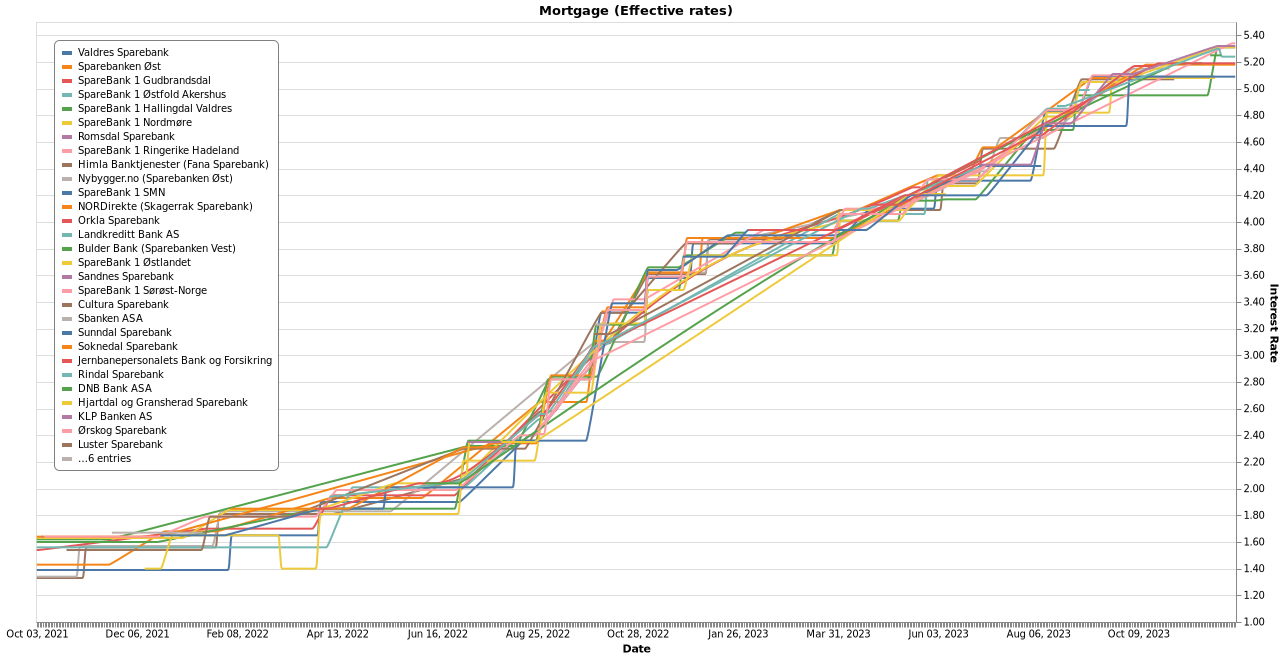 Mortgage (Effective rates)
Valdres Sparebank
Sparebanken Øst
SpareBank 1 Gudbrandsdal
SpareBank 1 Østfold Akershus
SpareBank 1 Hallingdal Valdres
SpareBank 1 Nordmøre
Romsdal Sparebank
SpareBank 1 Ringerike Hadeland
Himla Banktjenester (Fana Sparebank)
Nybygger.no (Sparebanken Øst)
SpareBank 1 SMN
NORDirekte (Skagerrak Sparebank)
Orkla Sparebank
Landkreditt Bank AS
Bulder Bank (Sparebanken Vest)
SpareBank 1 Østlandet
Sandnes Sparebank
SpareBank 1 Sørøst-Norge
Cultura Sparebank
Sbanken ASA
Sunndal Sparebank
Soknedal Sparebank
Jernbanepersonalets Bank og Forsikring
Rindal Sparebank
DNB Bank ASA
Hjartdal og Gransherad Sparebank
KLP Banken AS
Ørskog Sparebank
Luster Sparebank
...6 entries
5.40
5.20
5.00
4.80
4.60
4.40
4.20
4.00
3.80
3.60
3.40
3.20
3.00
2.80
2.60
2.40
2.20
2.00
1.80
1.60
1.40
1.20
1.00
Interest Rate
Oct 03, 2021 Dec 06, 2021 Feb 08, 2022 Apr 13, 2022 Jun 16, 2022 Aug 25, 2022 Oct 28, 2022 Jan 26, 2023 Mar 31, 2023 Jun 03, 2023 Aug 06, 2023 Oct 09, 2023
Date